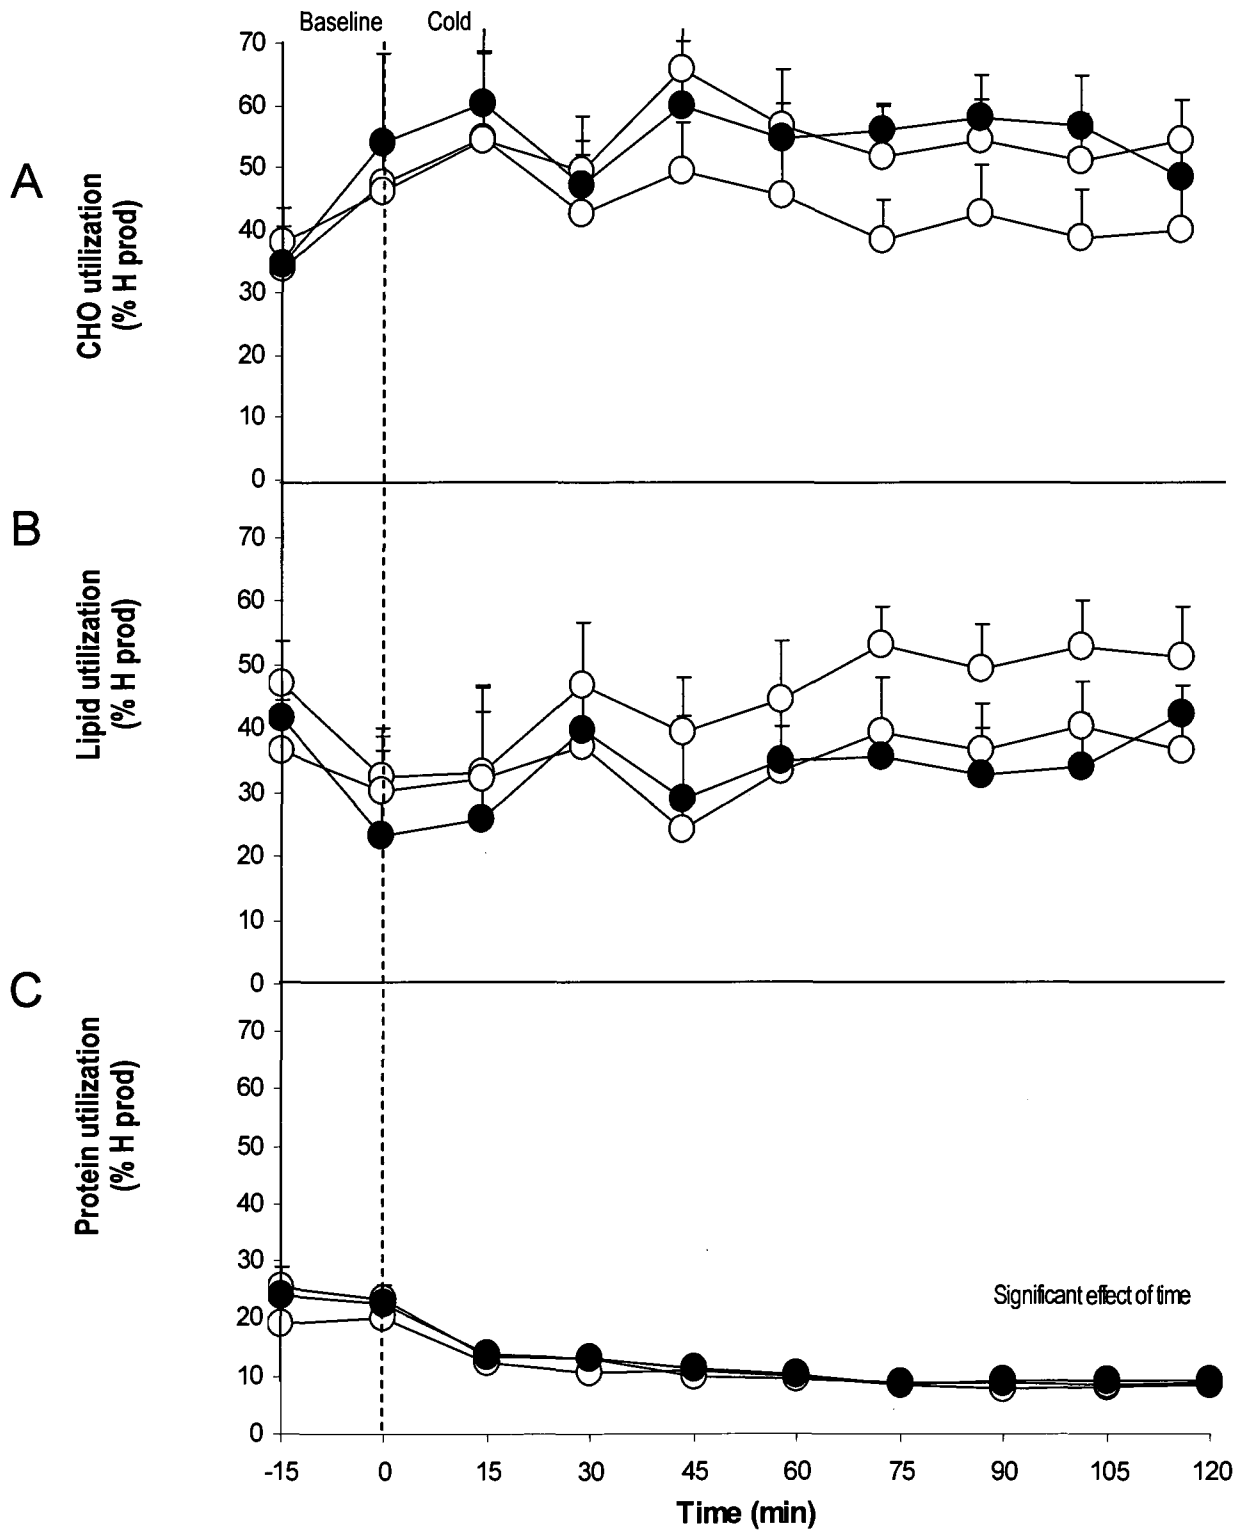 Baseline Cold
A
CHO utilization
(% H prod)
70
60
50
40
30
20
10
0
B
Lipid utilization
(% H prod)
70
60
50
40
30
20
10
0
C
Protein utilization
(% H prod)
70
60
50
40
30
20
10
0
Significant effect of time
-15 0 15 30 45 60 75 90 105 120
Time (min)